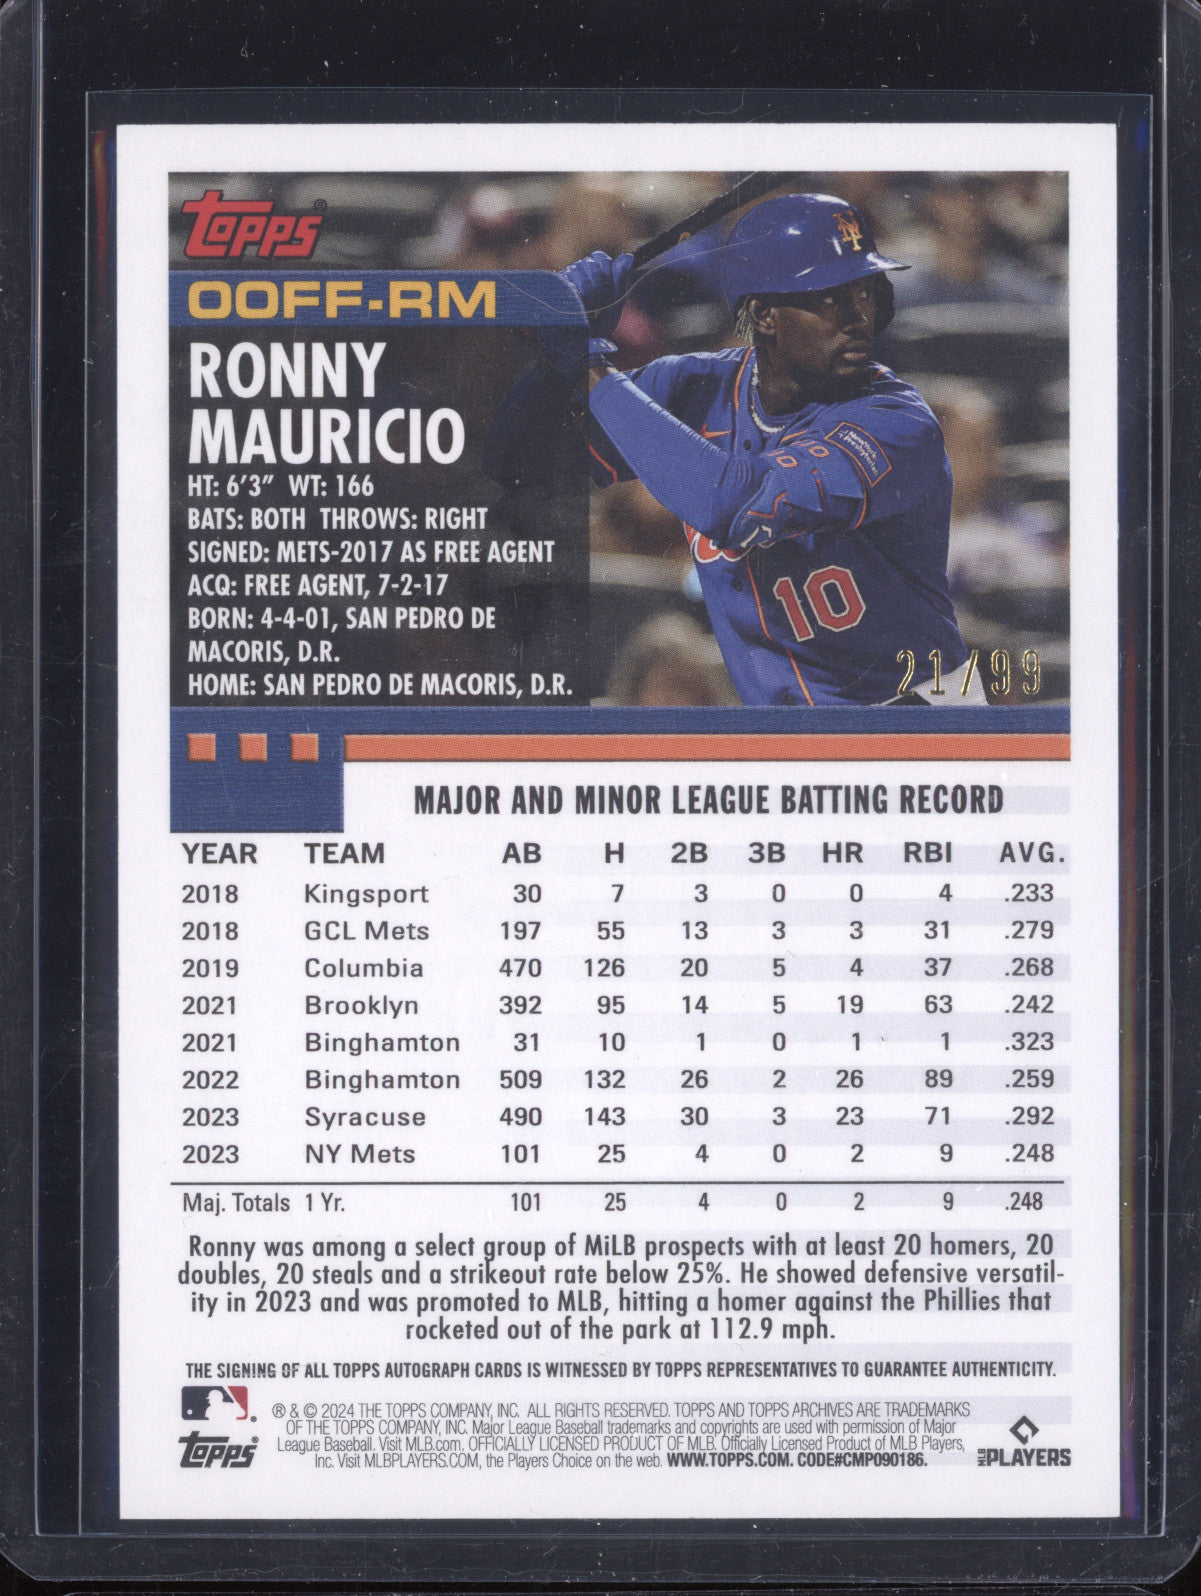 Topps®
OOFF-RM
RONNY
MAURICIO
HT: 6'3" WT: 166
BATS: BOTH THROWS: RIGHT
SIGNED: METS-2017 AS FREE AGENT
ACQ: FREE AGENT, 7-2-17
BORN: 4-4-01, SAN PEDRO DE
MACORIS, D.R.
HOME: SAN PEDRO DE MACORIS, D.R.
NY
NewYork-
Presbyterian
10
10
10
21/99
MAJOR AND MINOR LEAGUE BATTING RECORD
YEAR TEAM AB H 2B 3B HR RBI AVG.
2018 Kingsport 30 7 3 0 0 4 .233
2018 GCL Mets 197 55 13 3 3 31 .279
2019 Columbia 470 126 20 5 4 37 .268
2021 Brooklyn 392 95 14 5 19 63 .242
2021 Binghamton 31 10 1 0 1 1 .323
2022 Binghamton 509 132 26 2 26 89 .259
2023 Syracuse 490 143 30 3 23 71 .292
2023 NY Mets 101 25 4 0 2 9 .248
Maj. Totals 1 Yr. 101 25 4 0 2 9 .248
Ronny was among a select group of MiLB prospects with at least 20 homers, 20
doubles, 20 steals and a strikeout rate below 25%. He showed defensive versatil-
ity in 2023 and was promoted to MLB, hitting a homer against the Phillies that
rocketed out of the park at 112.9 mph.
THE SIGNING OF ALL TOPPS AUTOGRAPH CARDS IS WITNESSED BY TOPPS REPRESENTATIVES TO GUARANTEE AUTHENTICITY.
® & © 2024 THE TOPPS COMPANY, INC. ALL RIGHTS RESERVED. TOPPS AND TOPPS ARCHIVES ARE TRADEMARKS
OF THE TOPPS COMPANY, INC. Major League Baseball trademarks and copyrights are used with permission of Major
League Baseball. Visit MLB.com. OFFICIALLY LICENSED PRODUCT OF MLB. Officially Licensed Product of MLB Players,
Inc. Visit MLBPLAYERS.COM, the Players Choice on the web. WWW.TOPPS.COM. CODE#CMP090186.
Topps
MLB PLAYERS